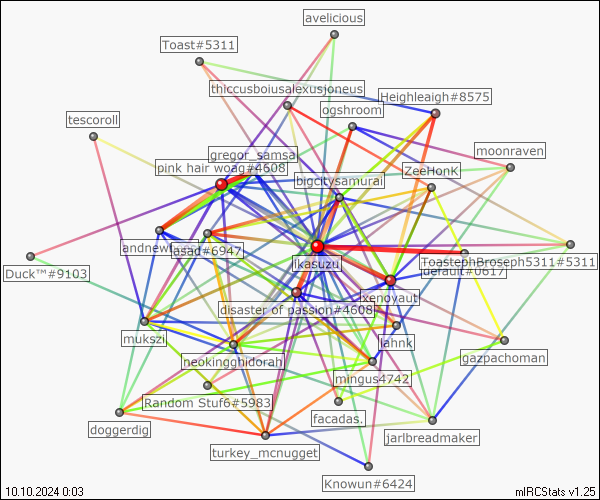 avelicious
Toast#5311
thiccusboiusalexusjoneus
Heighleaigh#8575
ogshroom
tescoroll
moonraven
gregor_samsa
pink hair woag#4608
ZeeHonK
bigcitysamurai
asad#6947
ikasuzu
ToastephBroseph5311#5311
default#0617
Duck™#9103
xenoyaut
disaster of passion#4608
mukszi
lahnk
gazpachoman
neokingghidorah
mingus4742
Random Stuf6#5983
facadas.
doggerdig
jarlbreadmaker
turkey_mcnugget
Knowun#6424
10.10.2024 0:03
mIRCStats v1.25